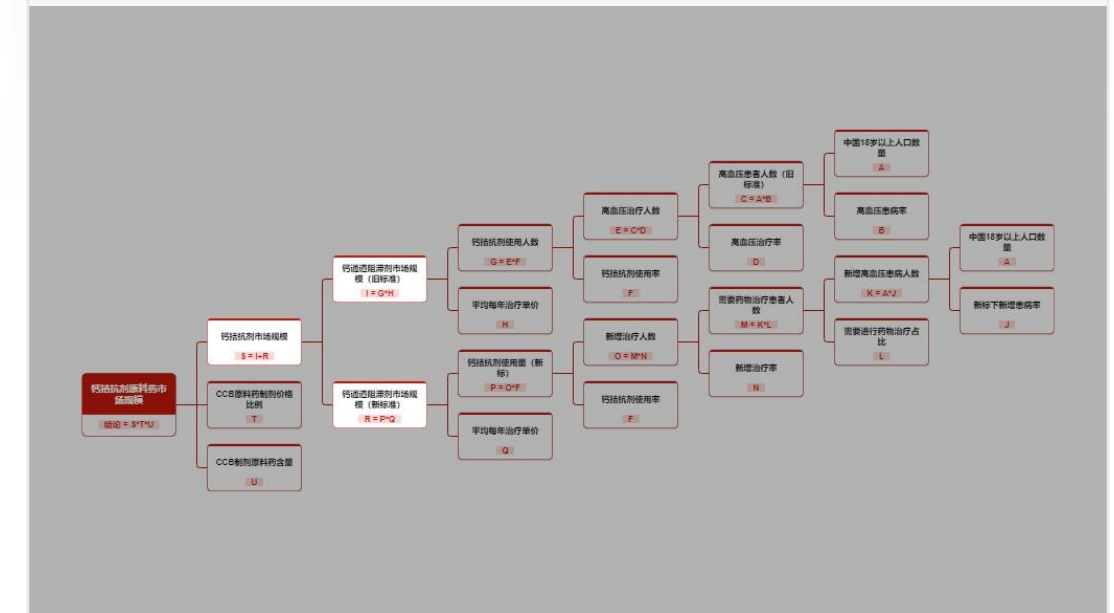 钙拮抗剂原料药市
场规模
结论 = S*T*U
钙拮抗剂市场规模
S = I+R
CCB原料药制剂价格
比例
T
CCB制剂原料药含量
U
钙通道阻滞剂市场规
模（旧标准）
I = G*H
钙通道阻滞剂市场规
模（新标准）
R = P*Q
钙拮抗剂使用人数
G = E*F
平均每年治疗单价
H
钙拮抗剂使用量（新
标）
P = O*F
平均每年治疗单价
Q
高血压治疗人数
E = C*D
钙拮抗剂使用率
F
新增治疗人数
O = M*N
钙拮抗剂使用率
F
高血压患者人数（旧
标准）
C = A*B
高血压治疗率
D
需要药物治疗患者人
数
M = K*L
新增治疗率
N
中国18岁以上人口数
量
A
高血压患病率
B
新增高血压患病人数
K = A*J
需要进行药物治疗占
比
L
中国18岁以上人口数
量
A
新标下新增患病率
J